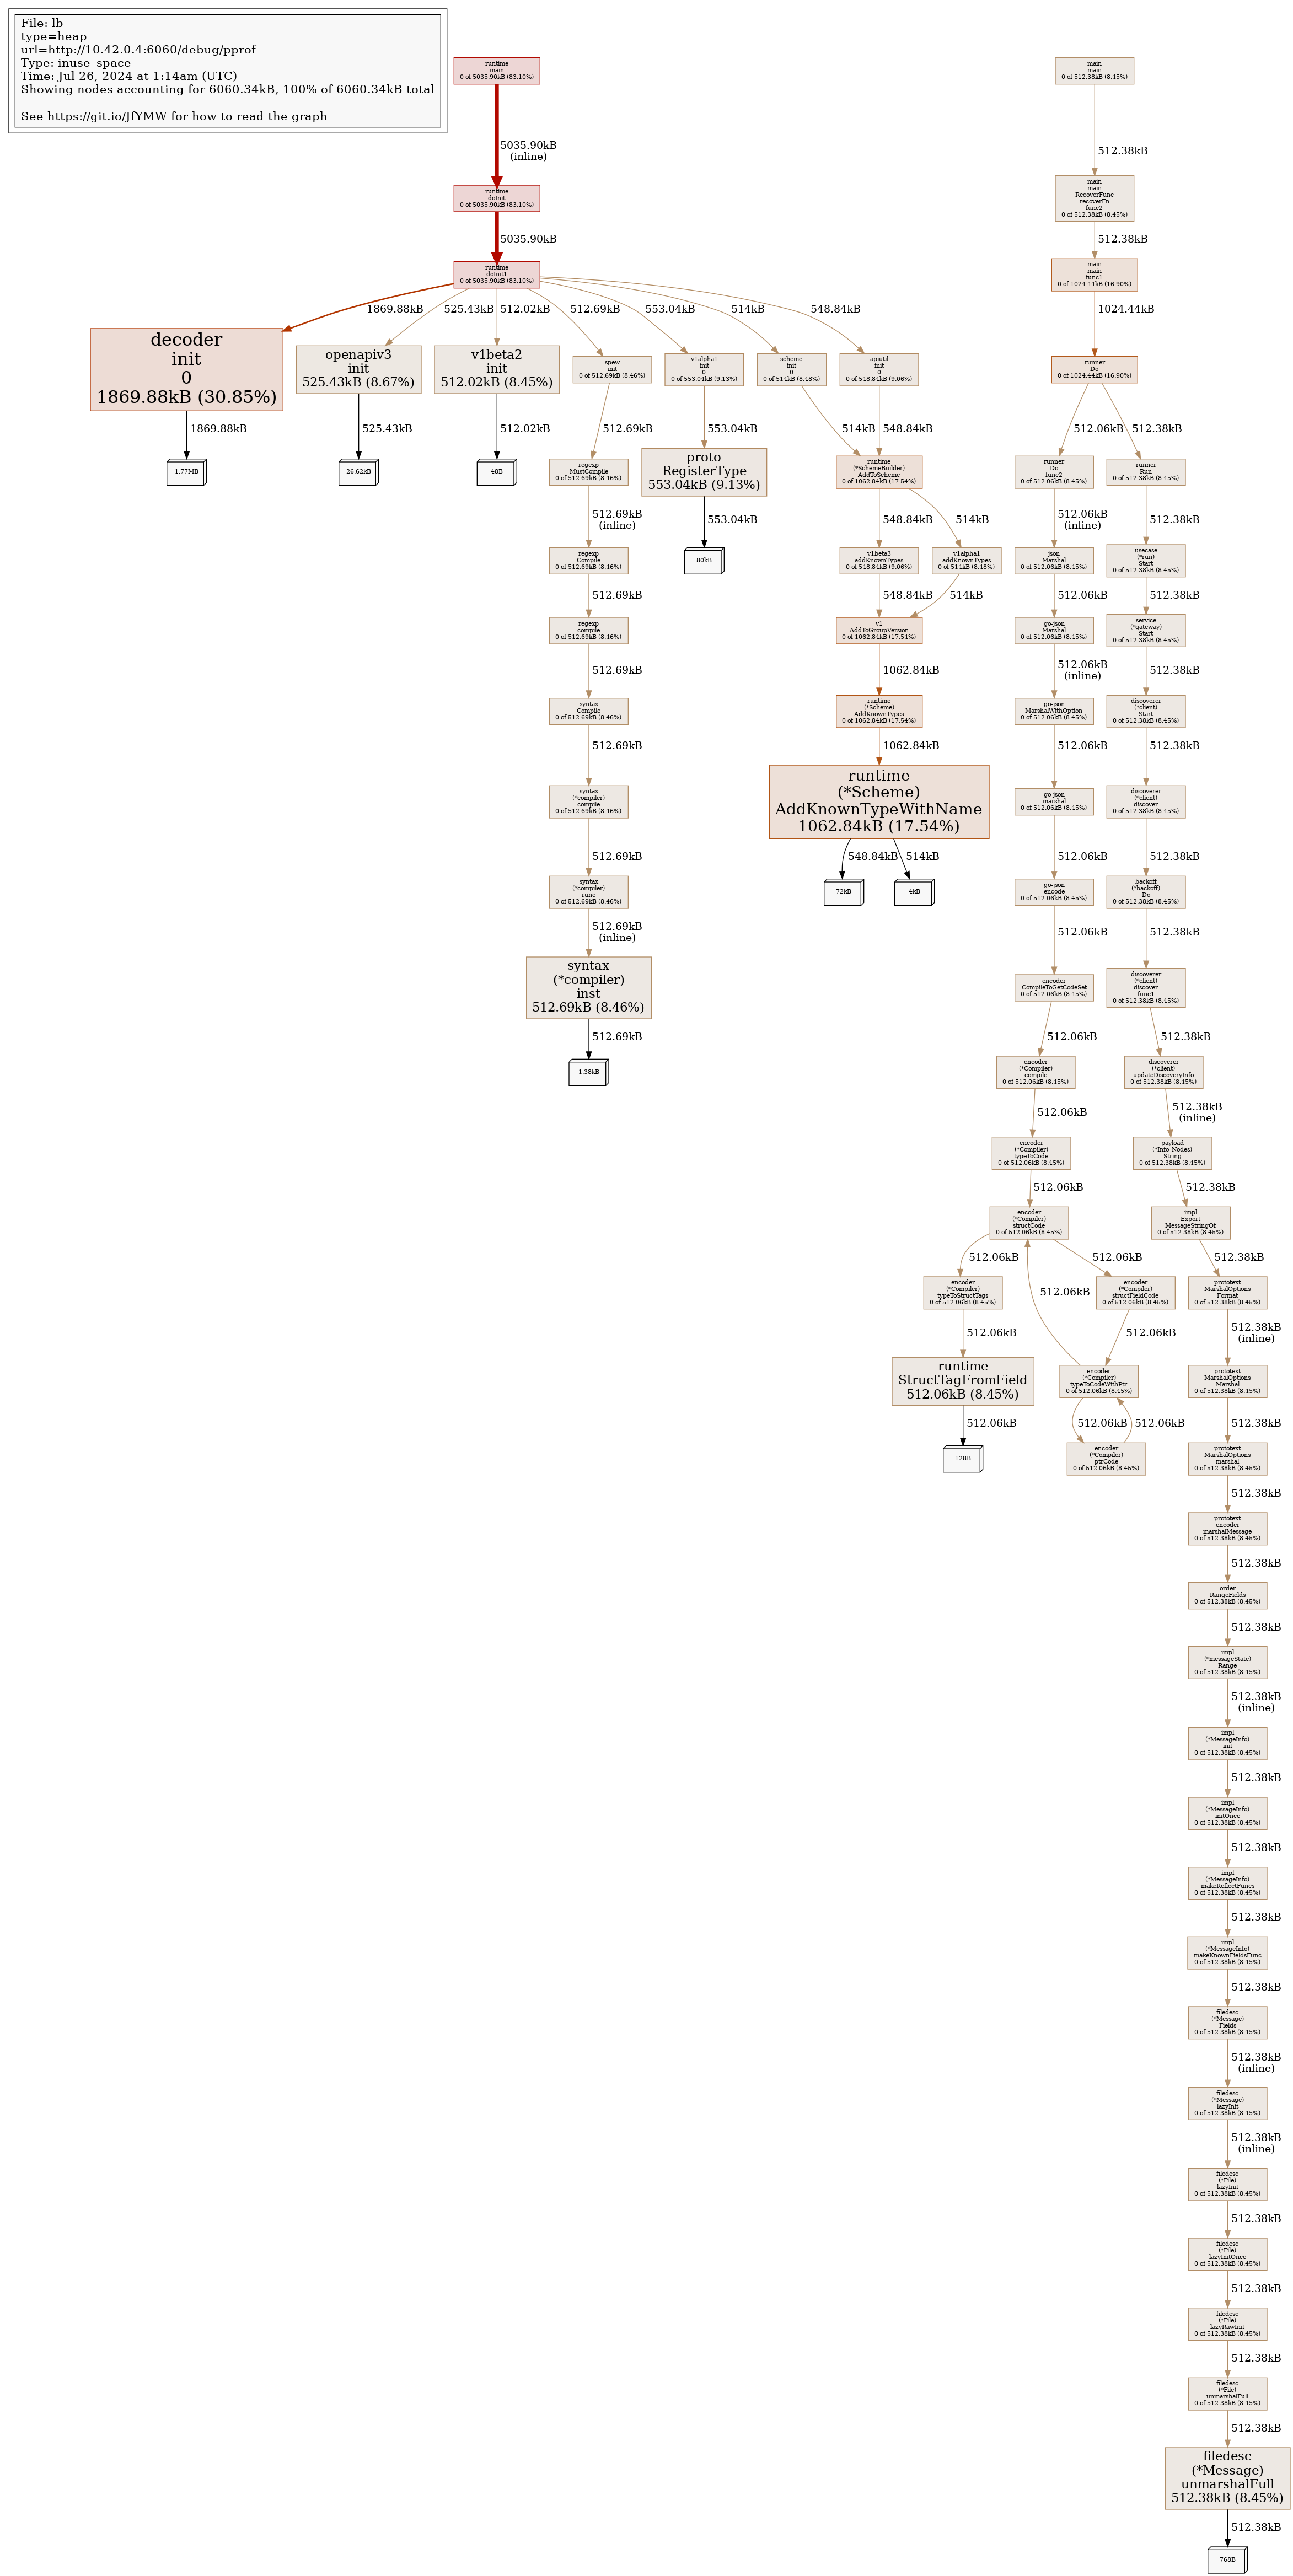 File: lb
type=heap
url=http://10.42.0.4:6060/debug/pprof
Type: inuse_space
Time: Jul 26, 2024 at 1:14am (UTC)
Showing nodes accounting for 6060.34kB, 100% of 6060.34kB total
See https://git.io/JfYMW for how to read the graph
runtime
main
0 of 5035.90kB (83.10%)
5035.90kB
(inline)
runtime
doInit
0 of 5035.90kB (83.10%)
5035.90kB
runtime
doInit1
0 of 5035.90kB (83.10%)
1869.88kB
525.43kB
512.02kB
512.69kB
553.04kB
514kB
548.84kB
decoder
init
0
1869.88kB (30.85%)
1869.88kB
1.77MB
openapiv3
init
525.43kB (8.67%)
525.43kB
26.62kB
v1beta2
init
512.02kB (8.45%)
512.02kB
48B
spew
init
0 of 512.69kB (8.46%)
512.69kB
regexp
MustCompile
0 of 512.69kB (8.46%)
512.69kB
(inline)
regexp
Compile
0 of 512.69kB (8.46%)
512.69kB
regexp
compile
0 of 512.69kB (8.46%)
512.69kB
syntax
Compile
0 of 512.69kB (8.46%)
512.69kB
syntax
(*compiler)
compile
0 of 512.69kB (8.46%)
512.69kB
syntax
(*compiler)
rune
0 of 512.69kB (8.46%)
512.69kB
(inline)
syntax
(*compiler)
inst
512.69kB (8.46%)
512.69kB
1.38kB
v1alpha1
init
0
0 of 553.04kB (9.13%)
553.04kB
proto
RegisterType
553.04kB (9.13%)
553.04kB
80kB
scheme
init
0
0 of 514kB (8.48%)
514kB
apiutil
init
0
0 of 548.84kB (9.06%)
548.84kB
runtime
(*SchemeBuilder)
AddToScheme
0 of 1062.84kB (17.54%)
548.84kB
514kB
v1beta3
addKnownTypes
0 of 548.84kB (9.06%)
548.84kB
v1alpha1
addKnownTypes
0 of 514kB (8.48%)
514kB
v1
AddToGroupVersion
0 of 1062.84kB (17.54%)
1062.84kB
runtime
(*Scheme)
AddKnownTypes
0 of 1062.84kB (17.54%)
1062.84kB
runtime
(*Scheme)
AddKnownTypeWithName
1062.84kB (17.54%)
548.84kB
514kB
72kB
4kB
main
main
0 of 512.38kB (8.45%)
512.38kB
main
main
RecoverFunc
recoverFn
func2
0 of 512.38kB (8.45%)
512.38kB
main
main
func1
0 of 1024.44kB (16.90%)
1024.44kB
runner
Do
0 of 1024.44kB (16.90%)
512.06kB
512.38kB
runner
Do
func2
0 of 512.06kB (8.45%)
512.06kB
(inline)
json
Marshal
0 of 512.06kB (8.45%)
512.06kB
go-json
Marshal
0 of 512.06kB (8.45%)
512.06kB
(inline)
go-json
MarshalWithOption
0 of 512.06kB (8.45%)
512.06kB
go-json
marshal
0 of 512.06kB (8.45%)
512.06kB
go-json
encode
0 of 512.06kB (8.45%)
512.06kB
encoder
CompileToGetCodeSet
0 of 512.06kB (8.45%)
512.06kB
encoder
(*Compiler)
compile
0 of 512.06kB (8.45%)
512.06kB
encoder
(*Compiler)
typeToCode
0 of 512.06kB (8.45%)
512.06kB
encoder
(*Compiler)
structCode
0 of 512.06kB (8.45%)
512.06kB
512.06kB
512.06kB
encoder
(*Compiler)
typeToStructTags
0 of 512.06kB (8.45%)
512.06kB
runtime
StructTagFromField
512.06kB (8.45%)
512.06kB
128B
encoder
(*Compiler)
structFieldCode
0 of 512.06kB (8.45%)
512.06kB
encoder
(*Compiler)
typeToCodeWithPtr
0 of 512.06kB (8.45%)
512.06kB
512.06kB
encoder
(*Compiler)
ptrCode
0 of 512.06kB (8.45%)
runner
Run
0 of 512.38kB (8.45%)
512.38kB
usecase
(*run)
Start
0 of 512.38kB (8.45%)
512.38kB
service
(*gateway)
Start
0 of 512.38kB (8.45%)
512.38kB
discoverer
(*client)
Start
0 of 512.38kB (8.45%)
512.38kB
discoverer
(*client)
discover
0 of 512.38kB (8.45%)
512.38kB
backoff
(*backoff)
Do
0 of 512.38kB (8.45%)
512.38kB
discoverer
(*client)
discover
func1
0 of 512.38kB (8.45%)
512.38kB
discoverer
(*client)
updateDiscoveryInfo
0 of 512.38kB (8.45%)
512.38kB
(inline)
payload
(*Info_Nodes)
String
0 of 512.38kB (8.45%)
512.38kB
impl
Export
MessageStringOf
0 of 512.38kB (8.45%)
512.38kB
prototext
MarshalOptions
Format
0 of 512.38kB (8.45%)
512.38kB
(inline)
prototext
MarshalOptions
Marshal
0 of 512.38kB (8.45%)
512.38kB
prototext
MarshalOptions
marshal
0 of 512.38kB (8.45%)
512.38kB
prototext
encoder
marshalMessage
0 of 512.38kB (8.45%)
512.38kB
order
RangeFields
0 of 512.38kB (8.45%)
512.38kB
impl
(*messageState)
Range
0 of 512.38kB (8.45%)
512.38kB
(inline)
impl
(*MessageInfo)
init
0 of 512.38kB (8.45%)
512.38kB
impl
(*MessageInfo)
initOnce
0 of 512.38kB (8.45%)
512.38kB
impl
(*MessageInfo)
makeReflectFuncs
0 of 512.38kB (8.45%)
512.38kB
impl
(*MessageInfo)
makeKnownFieldsFunc
0 of 512.38kB (8.45%)
512.38kB
filedesc
(*Message)
Fields
0 of 512.38kB (8.45%)
512.38kB
(inline)
filedesc
(*Message)
lazyInit
0 of 512.38kB (8.45%)
512.38kB
(inline)
filedesc
(*File)
lazyInit
0 of 512.38kB (8.45%)
512.38kB
filedesc
(*File)
lazyInitOnce
0 of 512.38kB (8.45%)
512.38kB
filedesc
(*File)
lazyRawInit
0 of 512.38kB (8.45%)
512.38kB
filedesc
(*File)
unmarshalFull
0 of 512.38kB (8.45%)
512.38kB
filedesc
(*Message)
unmarshalFull
512.38kB (8.45%)
512.38kB
768B